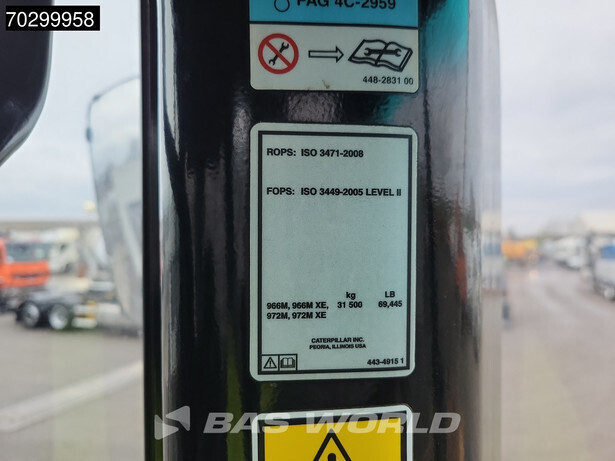 70299958
PAG 4C-2959
448-2831 00
ROPS: ISO 3471-2008
FOPS: ISO 3449-2005 LEVEL II
kg LB
966M, 966M XE, 31 500 69,445
972M, 972M XE
CATERPILLAR INC.
PEORIA, ILLINOIS USA
443-4915 1
BAS WORLD